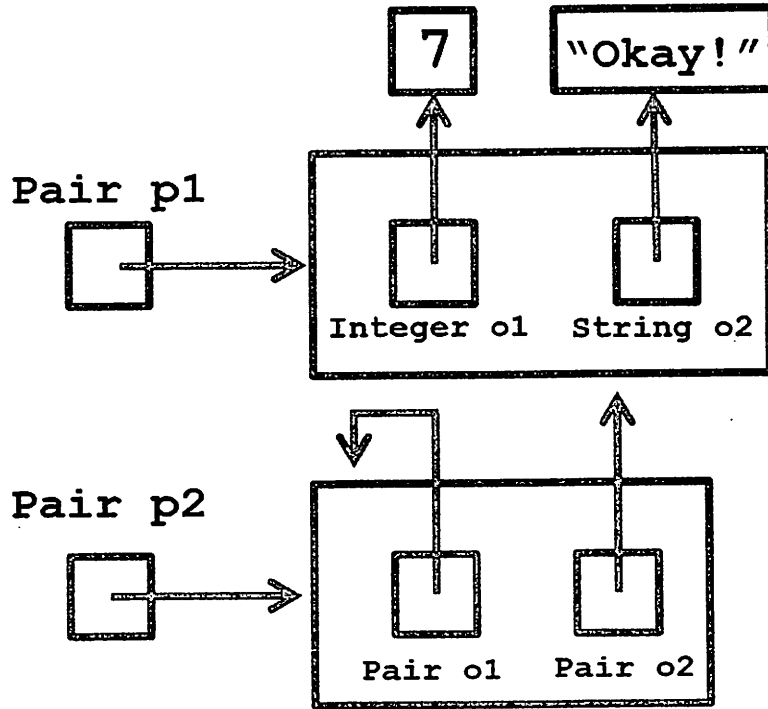 7 “Okay!”
Pair p1
Integer o1 String o2
Pair p2
Pair o1 Pair o2